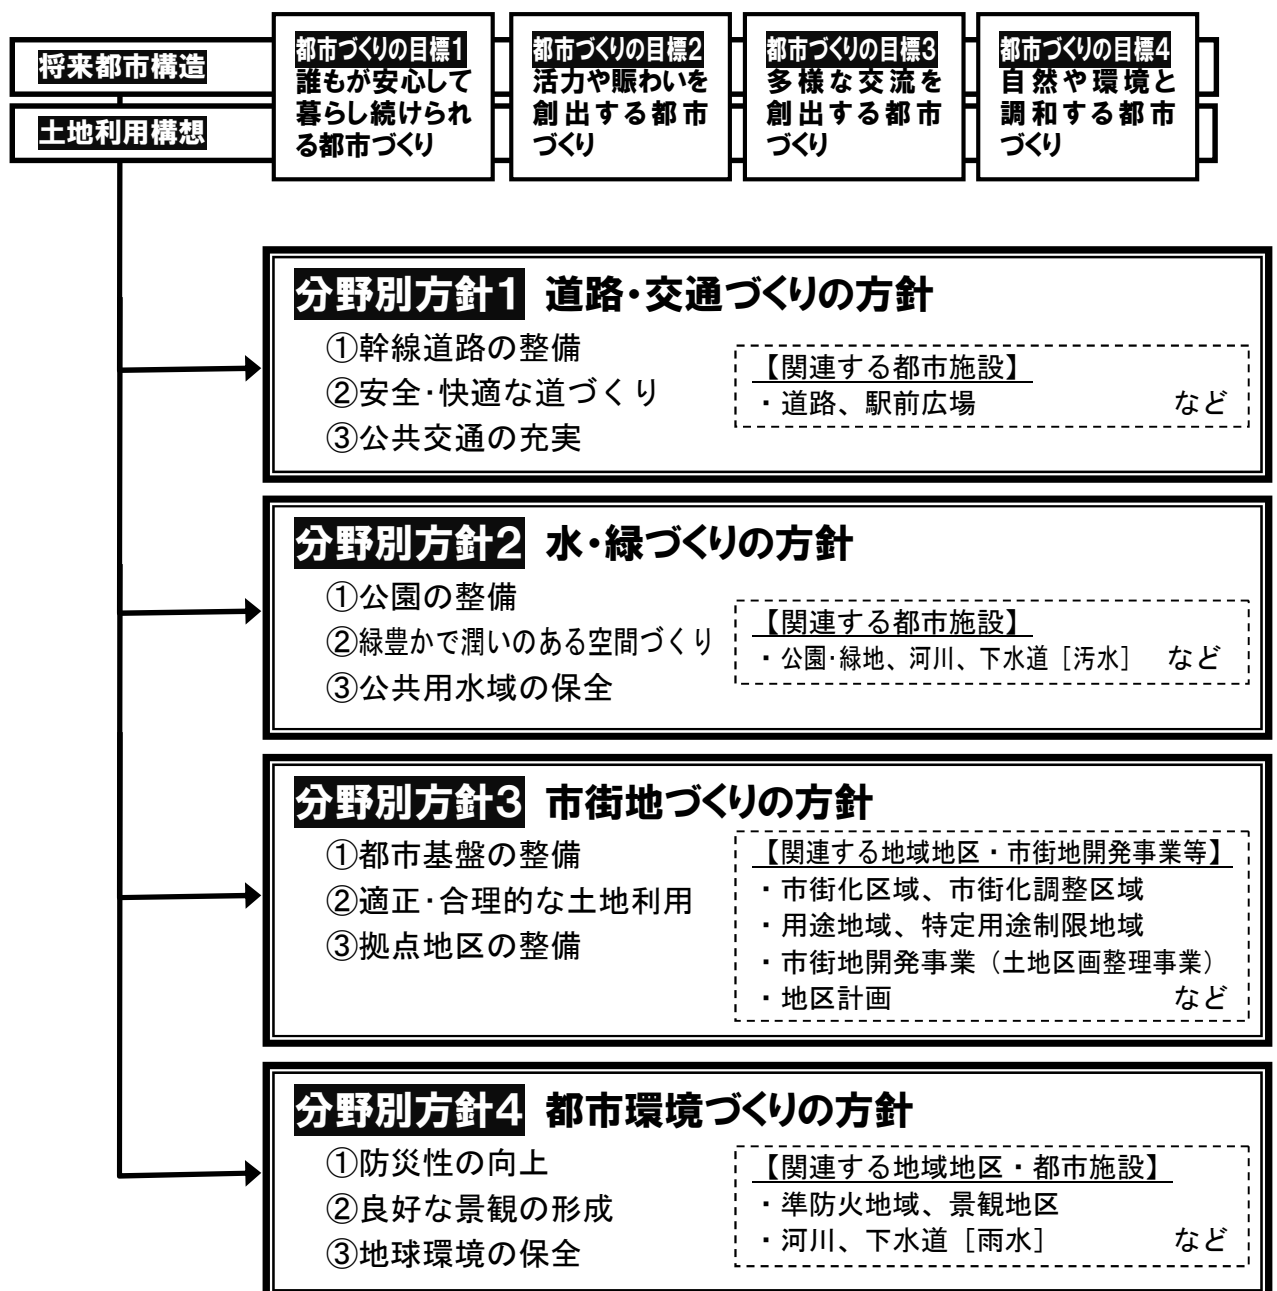 将来都市構造
土地利用構想
都市づくりの目標1
誰もが安心して
暮らし続けられ
る都市づくり
都市づくりの目標2
活力や賑わいを
創出する都市
づくり
都市づくりの目標3
多様な交流を
創出する都市
づくり
都市づくりの目標4
自然や環境と
調和する都市
づくり
分野別方針1 道路・交通づくりの方針
①幹線道路の整備
②安全・快適な道づくり
③公共交通の充実
【関連する都市施設】
・道路、駅前広場 など
分野別方針2 水・緑づくりの方針
①公園の整備
②緑豊かで潤いのある空間づくり
③公共用水域の保全
【関連する都市施設】
・公園・緑地、河川、下水道［汚水］ など
分野別方針3 市街地づくりの方針
①都市基盤の整備
②適正・合理的な土地利用
③拠点地区の整備
【関連する地域地区・市街地開発事業等】
・市街化区域、市街化調整区域
・用途地域、特定用途制限地域
・市街地開発事業（土地区画整理事業）
・地区計画 など
分野別方針4 都市環境づくりの方針
①防災性の向上
②良好な景観の形成
③地球環境の保全
【関連する地域地区・都市施設】
・準防火地域、景観地区
・河川、下水道［雨水］ など